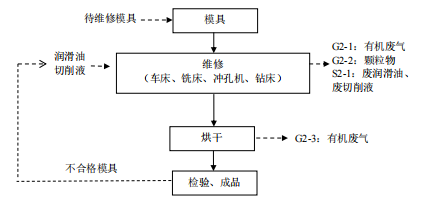 待维修模具
模具
G2-1：有机废气
G2-2：颗粒物
S2-1：废润滑油、
废切削液
润滑油
切削液
维修
（车床、铣床、冲孔机、钻床）
烘干
G2-3：有机废气
不合格模具
检验、成品